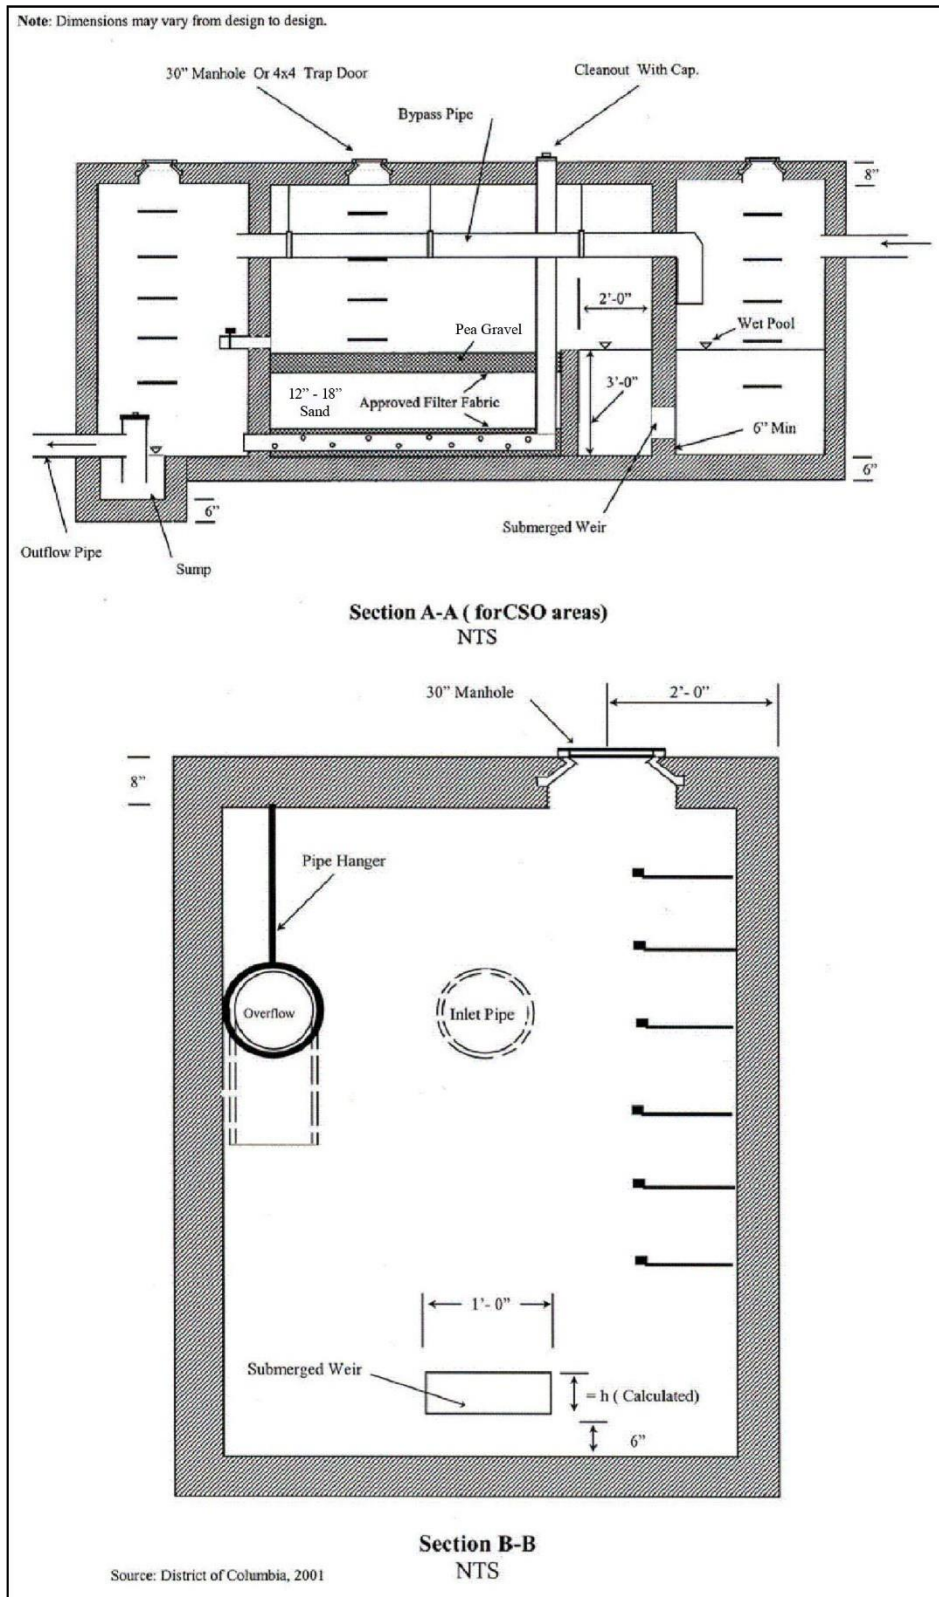 Note: Dimensions may vary from design to design.
30” Manhole Or 4x4 Trap Door
Cleanout With Cap.
Bypass Pipe
8”
2’-0”
Wet Pool
Pea Gravel
3’-0”
12” - 18”
Sand
Approved Filter Fabric
6” Min
6”
Submerged Weir
6”
Outflow Pipe
Sump
Section A-A ( forCSO areas)
NTS
30” Manhole
2’- 0”
8”
Pipe Hanger
Overflow
Inlet Pipe
1’- 0”
Submerged Weir
= h ( Calculated)
6”
Section B-B
NTS
Source: District of Columbia, 2001